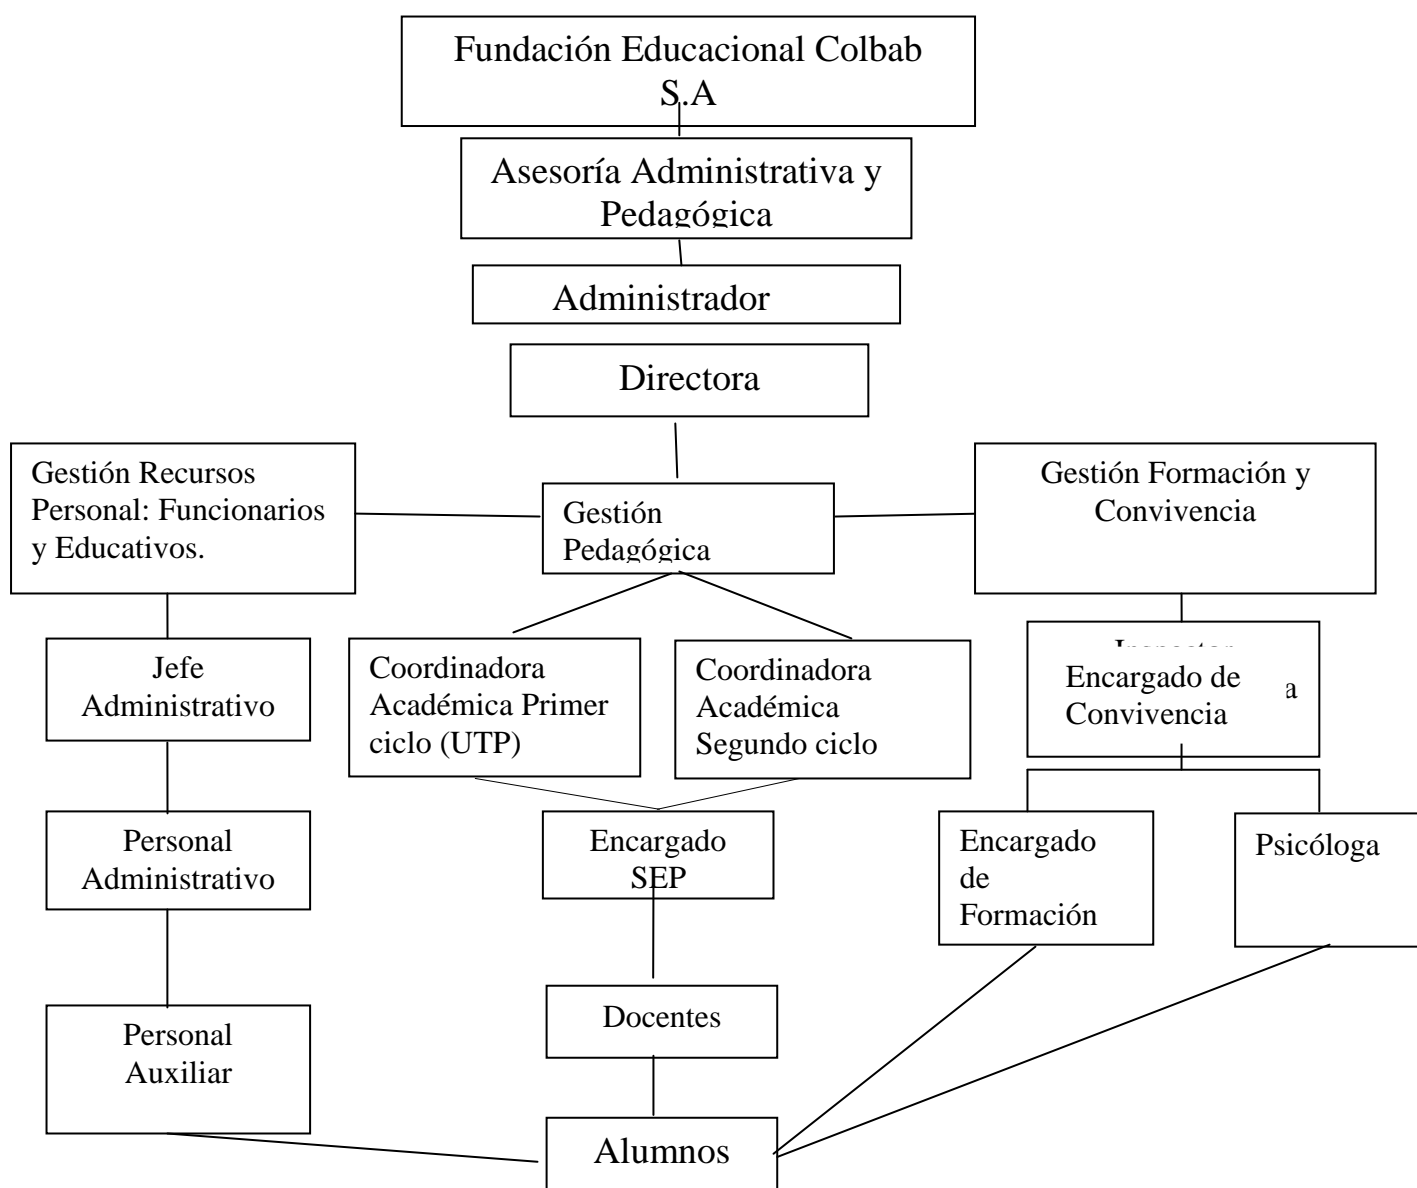 Fundación Educacional Colbab
S.A
Asesoría Administrativa y
Pedagógica
Administrador
Directora
Gestión Recursos
Personal: Funcionarios
y Educativos.
Gestión
Pedagógica
Gestión Formación y
Convivencia
Jefe
Administrativo
Coordinadora
Académica Primer
ciclo (UTP)
Coordinadora
Académica
Segundo ciclo
Encargado de
Convivencia
a
Personal
Administrativo
Encargado
SEP
Encargado
de
Formación
Psicóloga
Personal
Auxiliar
Docentes
Alumnos